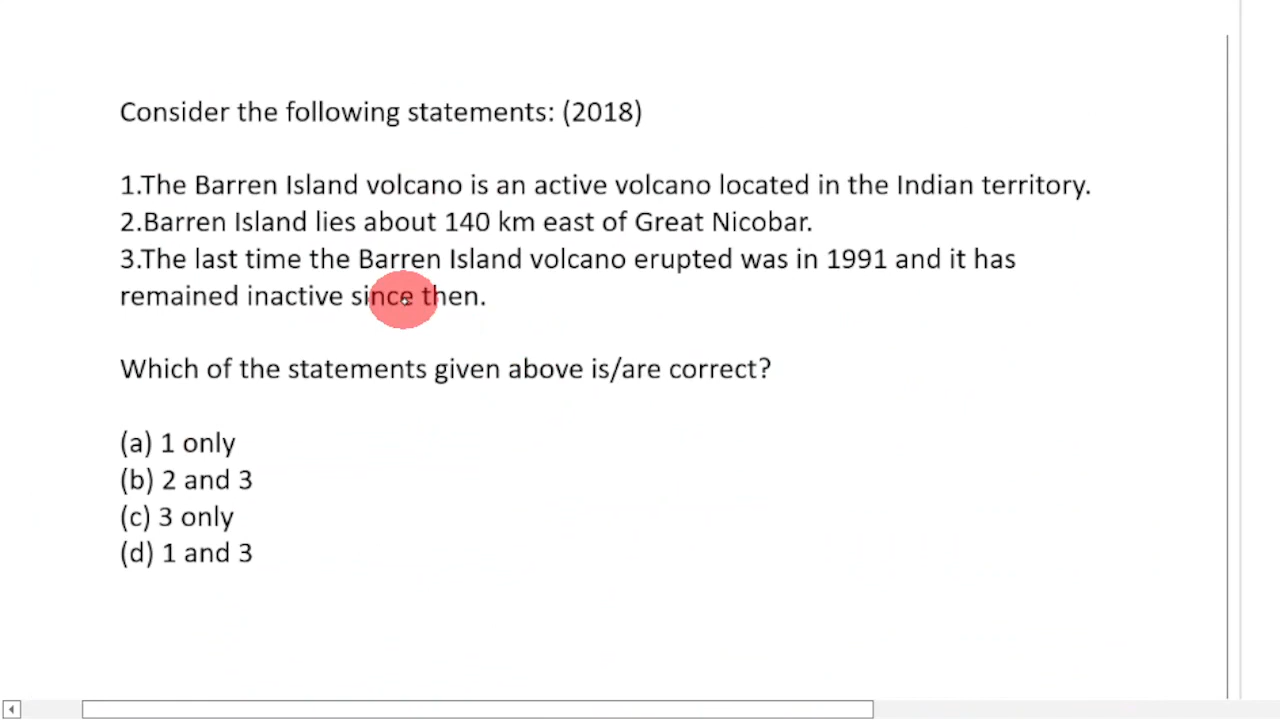 Consider the following statements: (2018)
1.The Barren Island volcano is an active volcano located in the Indian territory.
2.Barren Island lies about 140 km east of Great Nicobar.
3.The last time the Barren Island volcano erupted was in 1991 and it has
remained inactive since then.
Which of the statements given above is/are correct?
(a) 1 only
(b) 2 and 3
(c) 3 only
(d) 1 and 3